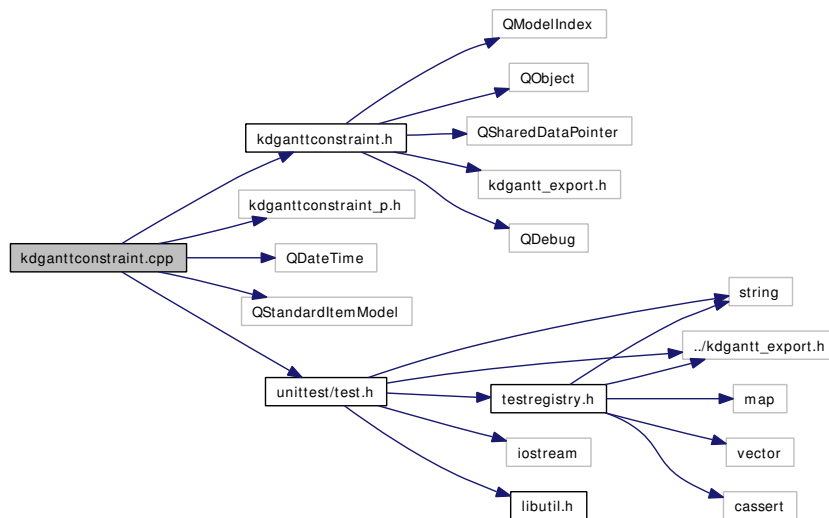 QModelIndex
QObject
kdganttconstraint.h
QSharedDataPointer
kdgantt_export.h
kdganttconstraint_p.h
QDebug
kdganttconstraint.cpp
QDateTime
QStandardItemModel
string
../kdgantt_export.h
unittest/test.h
testregistry.h
map
iostream
vector
libutil.h
cassert